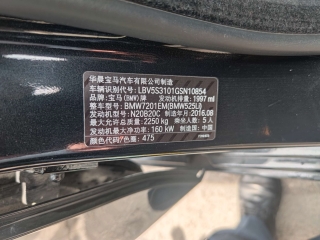 华晨宝马汽车有限公司制造
车辆识别代号: LBV5S3101GSN10854
品牌: 宝马(BMW)牌 发动机排量: 1997 ml
整车型号: BMW7201EM(BMW525Li)
发动机型号: N20B20C 制造年月 2016.08
最大允许总质量: 2250 kg 乘坐人数: 5 人
发动机最大净功率: 160 kW 制造国: 中国
颜色代码: 475